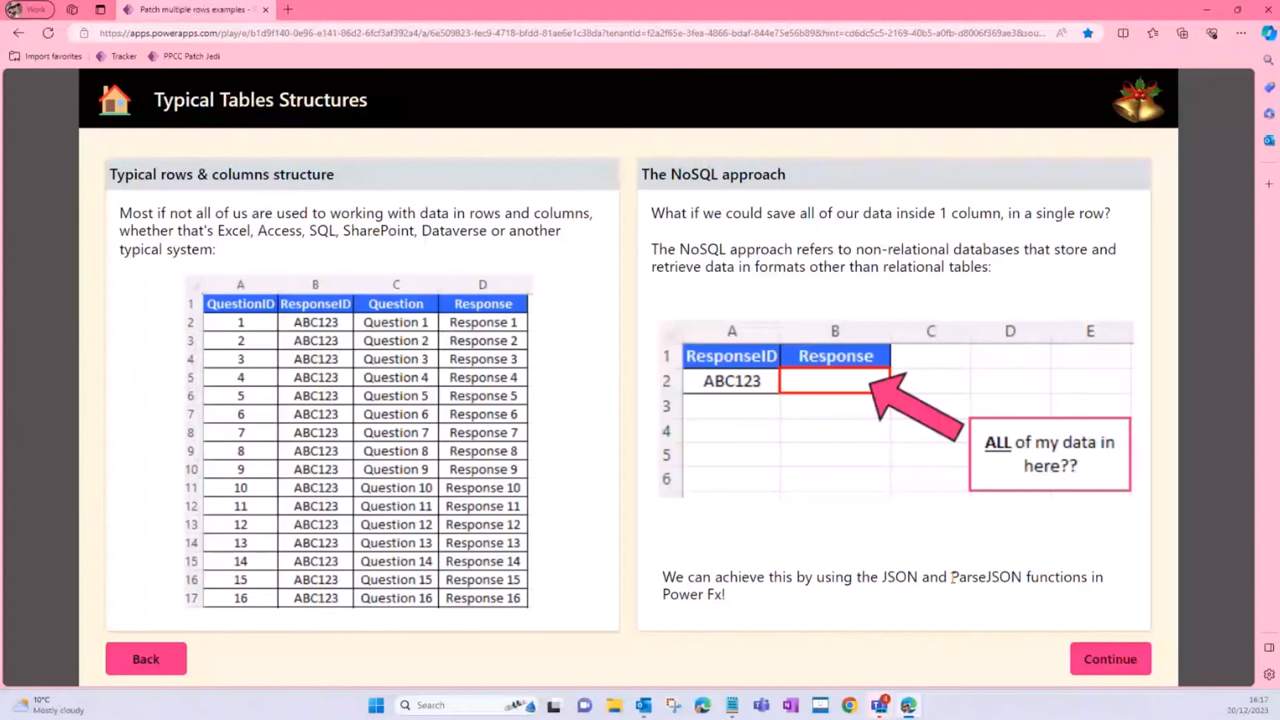 Work
Patch multiple rows examples -
https://apps.powerapps.com/play/e/b1d9f140-0e95-e141-86d2-6fcf3af392a4/a/6e509823-fec9-4718-bfdd-81ae6e1c38da?tenantId=f2a2f65e-3fea-4866-bdaf-844e75e56b89&hint=cd6dc5c5-2169-40b5-a0fb-d8006f369ae3&sou...
Import favorites
Tracker
PPCC Patch Jedi
Typical Tables Structures
Typical rows & columns structure
Most if not all of us are used to working with data in rows and columns,
whether that's Excel, Access, SQL, SharePoint, Dataverse or another
typical system:
A B C D
1 QuestionID ResponseID Question Response
2 1 ABC123 Question 1 Response 1
3 2 ABC123 Question 2 Response 2
4 3 ABC123 Question 3 Response 3
5 4 ABC123 Question 4 Response 4
6 5 ABC123 Question 5 Response 5
7 6 ABC123 Question 6 Response 6
8 7 ABC123 Question 7 Response 7
9 8 ABC123 Question 8 Response 8
10 9 ABC123 Question 9 Response 9
11 10 ABC123 Question 10 Response 10
12 11 ABC123 Question 11 Response 11
13 12 ABC123 Question 12 Response 12
14 13 ABC123 Question 13 Response 13
15 14 ABC123 Question 14 Response 14
16 15 ABC123 Question 15 Response 15
17 16 ABC123 Question 16 Response 16
The NoSQL approach
What if we could save all of our data inside 1 column, in a single row?
The NoSQL approach refers to non-relational databases that store and
retrieve data in formats other than relational tables:
A B C D E
1 ResponseID Response
2 ABC123
3
4
5
6
ALL of my data in
here??
We can achieve this by using the JSON and ParseJSON functions in
Power Fx!
Back
Continue
10°C
Mostly cloudy
Search
4
16:17
20/12/2023